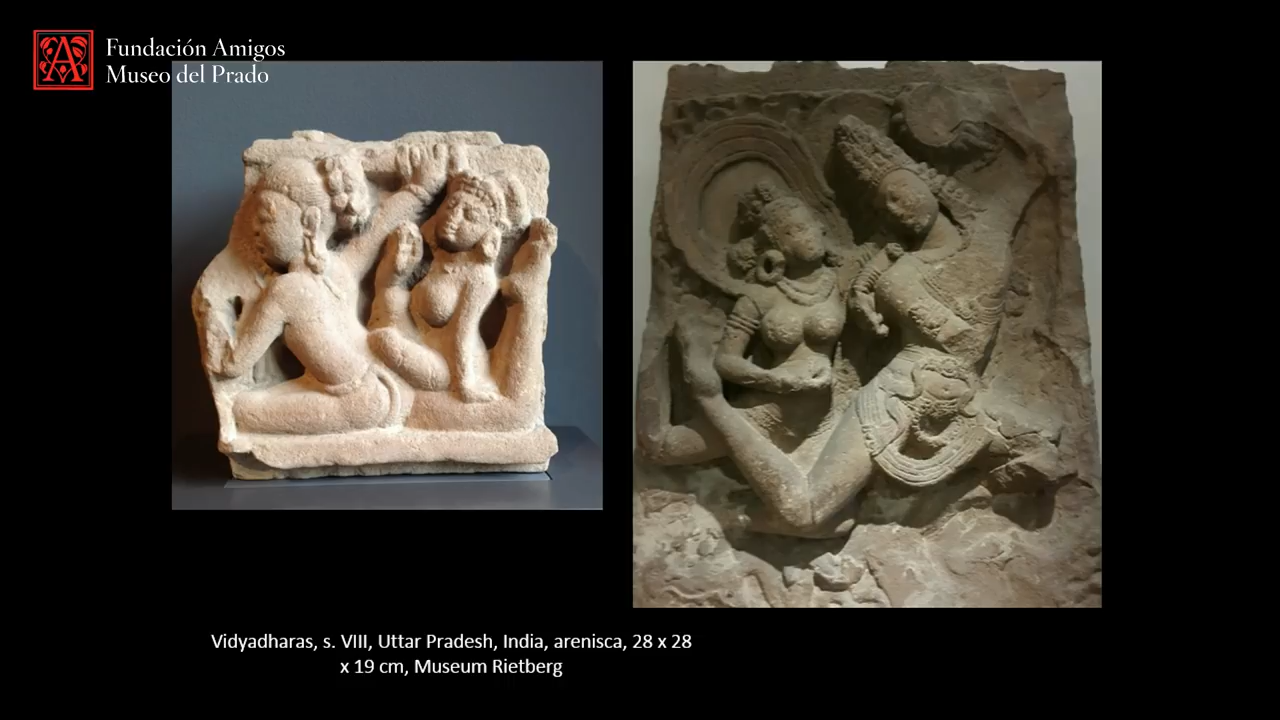 Fundación Amigos
Museo del Prado
Vidyadharas, s. VIII, Uttar Pradesh, India, arenisca, 28 x 28
x 19 cm, Museum Rietberg